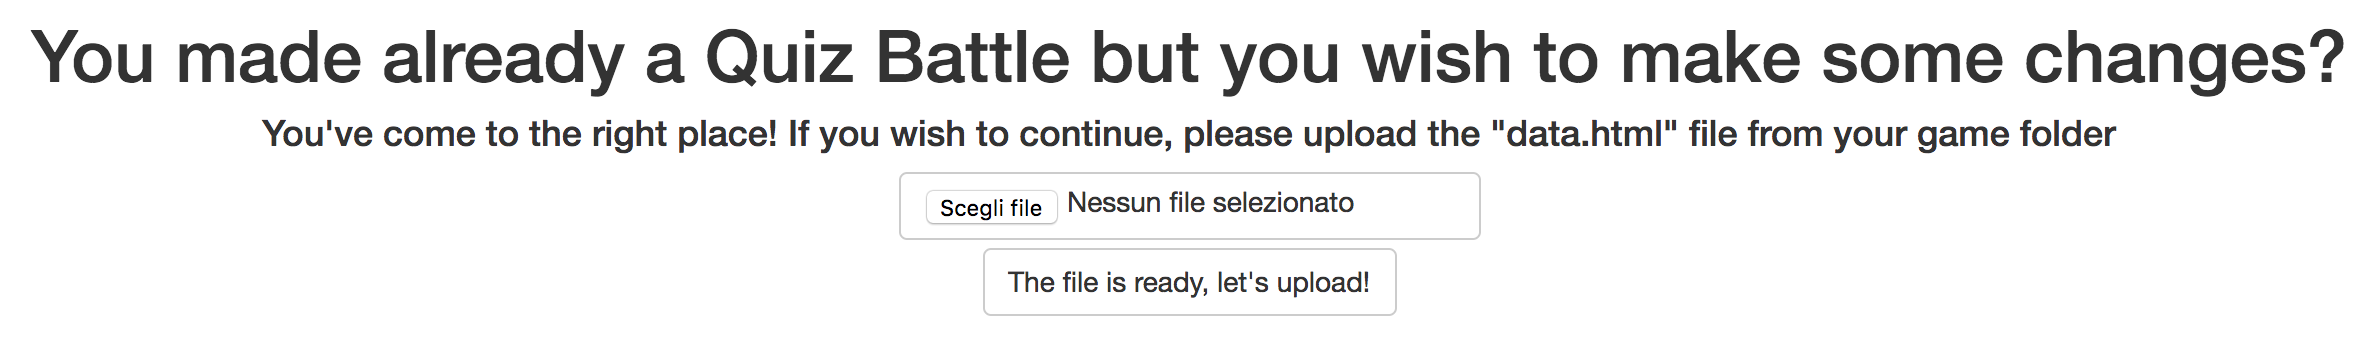 You made already a Quiz Battle but you wish to make some changes?
You've come to the right place! If you wish to continue, please upload the "data.html" file from your game folder
Scegli file Nessun file selezionato
The file is ready, let's upload!